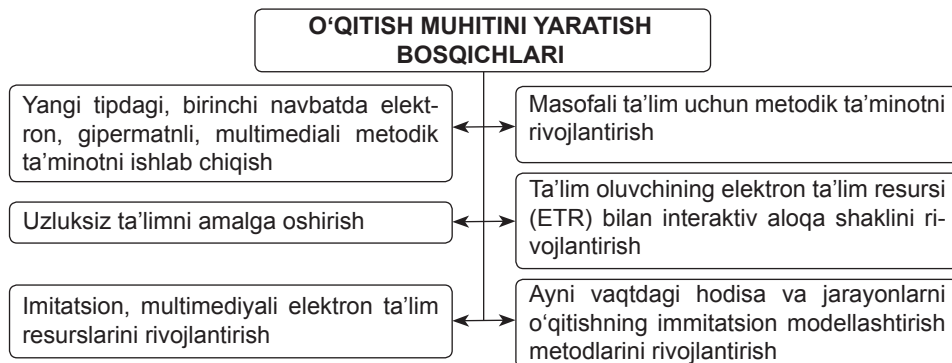 O‘QITISH MUHITINI YARATISH
BOSQICHLARI
Yangi tipdagi, birinchi navbatda elekt-
ron, gipermatnli, multimediali metodik
ta’minotni ishlab chiqish
Masofali ta’lim uchun metodik ta’minotni
rivojlantirish
Uzluksiz ta’limni amalga oshirish
Ta’lim oluvchining elektron ta’lim resursi
(ETR) bilan interaktiv aloqa shaklini ri-
vojlantirish
Imitatsion, multimediyali elektron ta’lim
resurslarini rivojlantirish
Ayni vaqtdagi hodisa va jarayonlarni
o‘qitishning immitatsion modellashtirish
metodlarini rivojlantirish